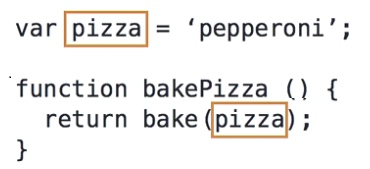 var pizza = ‘pepperoni’;
function bakePizza () {
return bake(pizza);
}